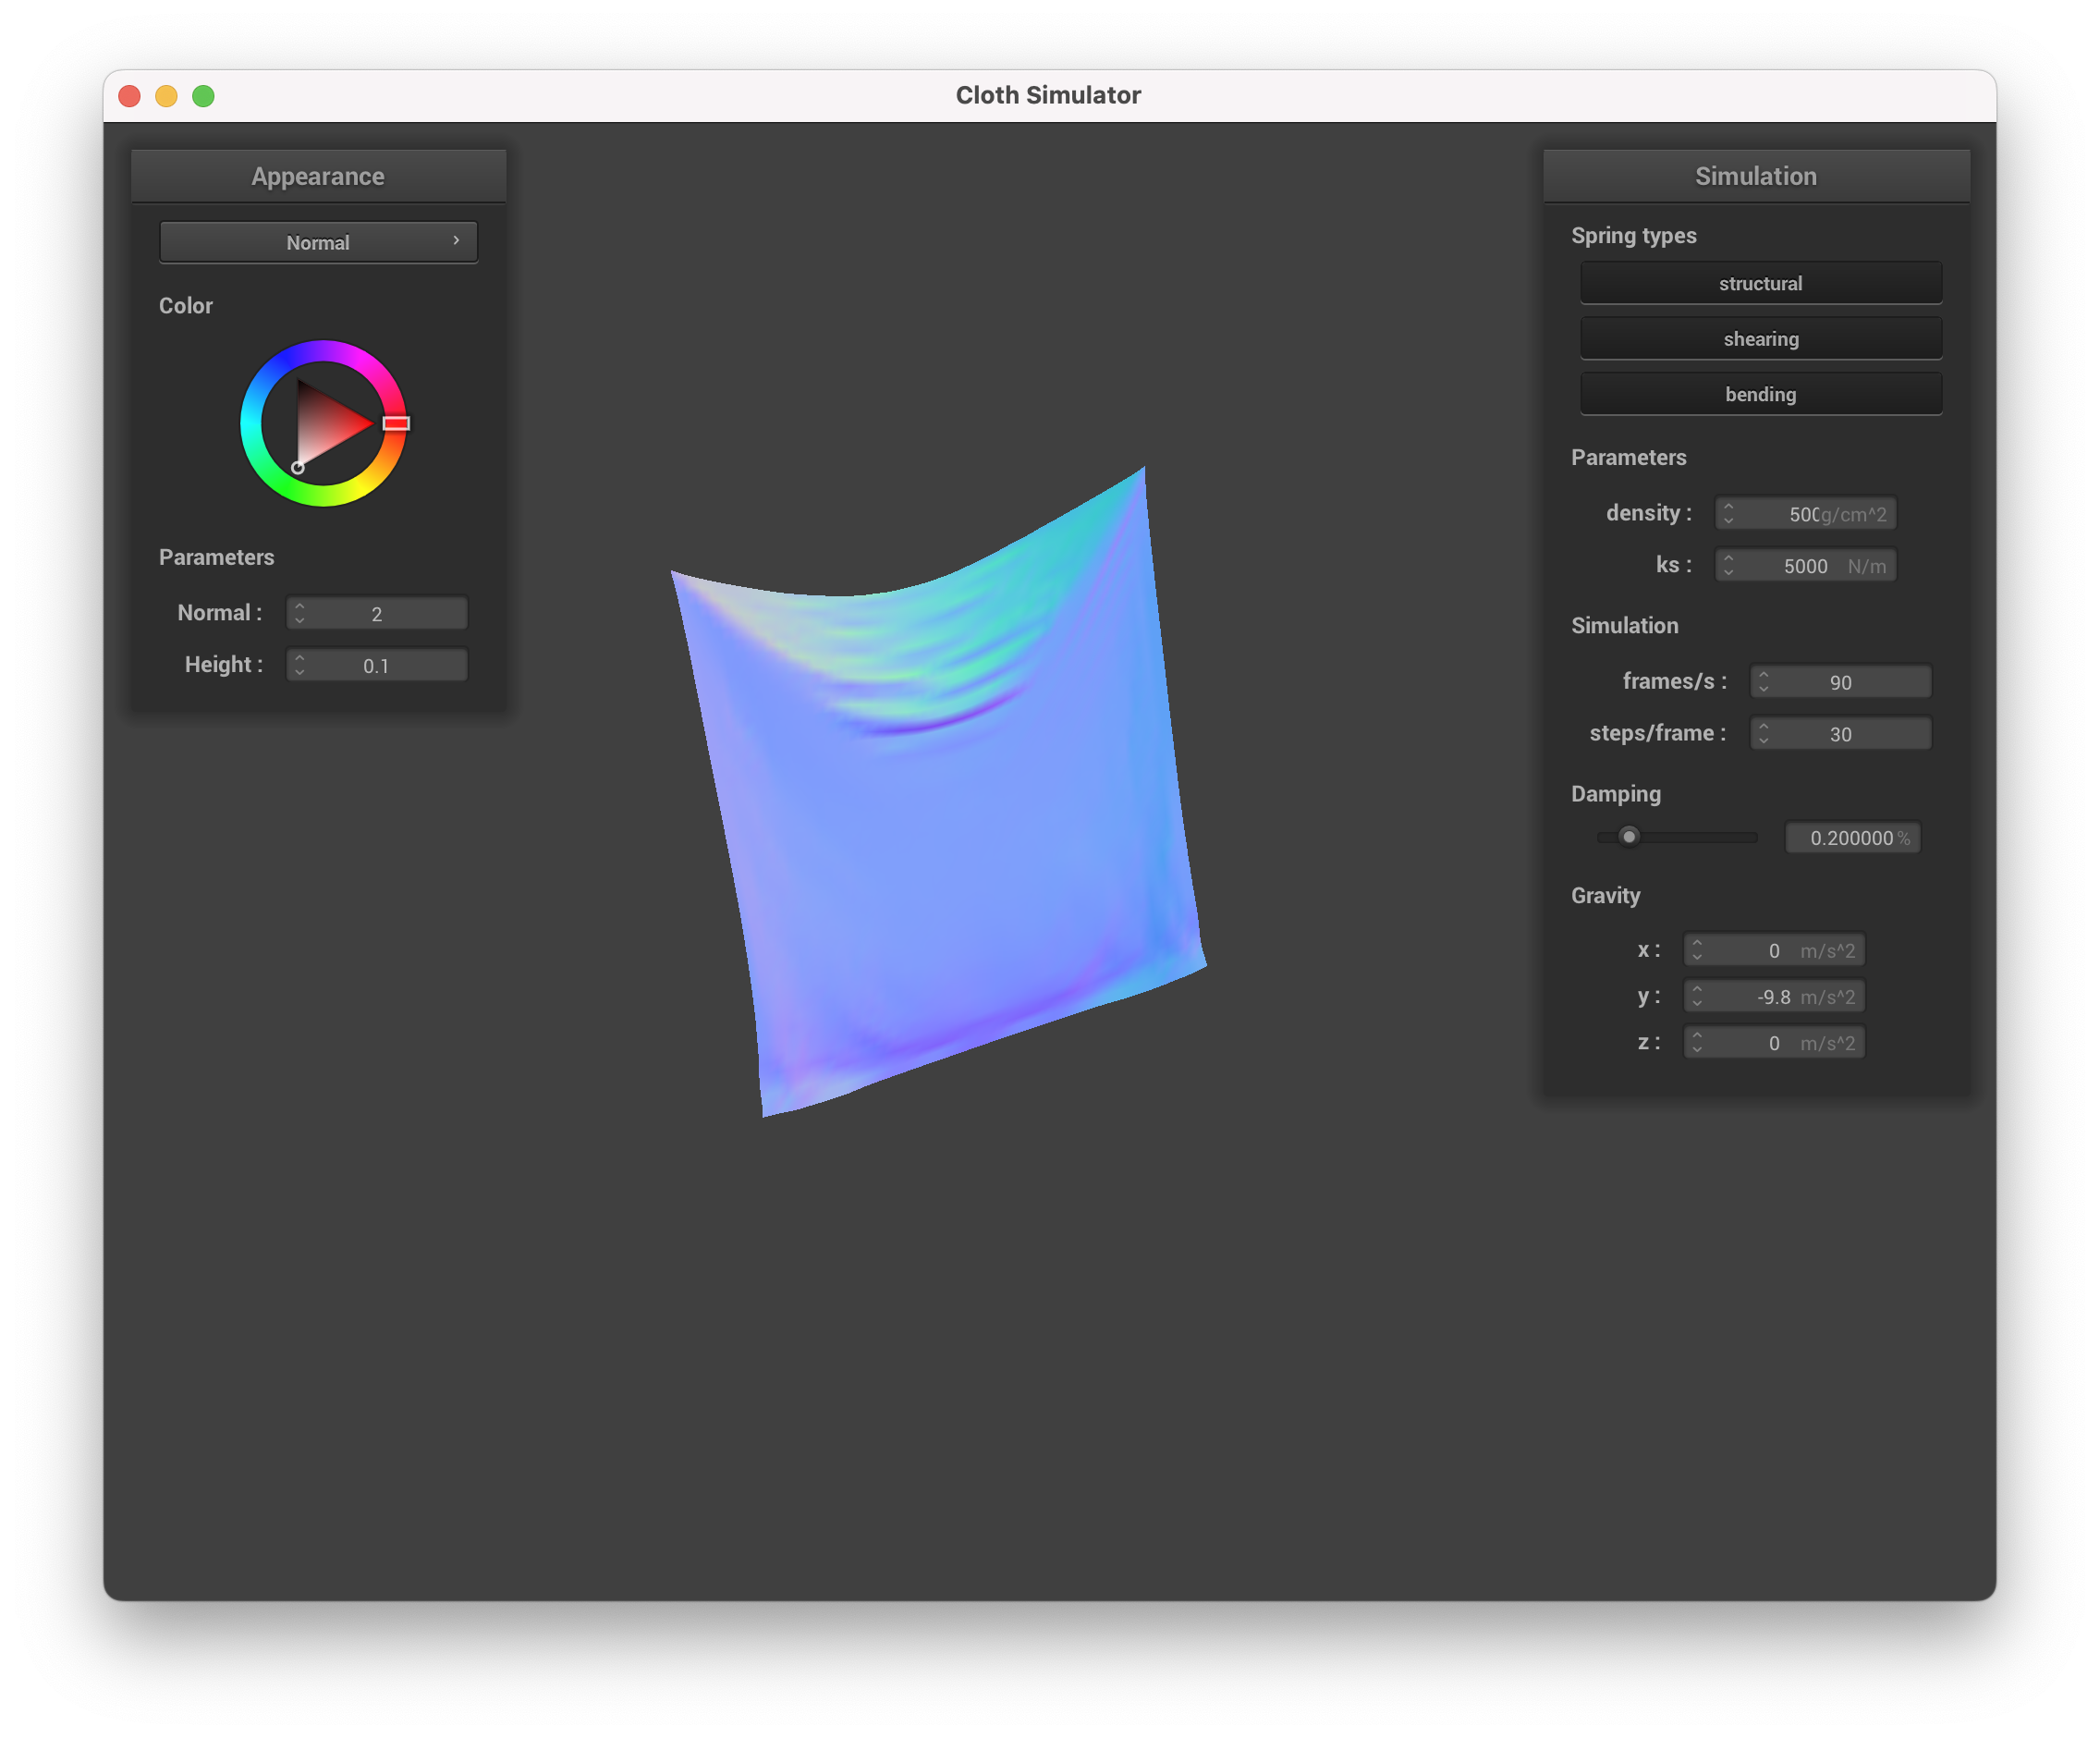 Cloth Simulator
Appearance
Normal
Color
Parameters
Normal : 2
Height : 0.1
Simulation
Spring types
structural
shearing
bending
Parameters
density : g/cm^2
ks : 5000 N/m
Simulation
frames/s : 90
steps/frame : 30
Damping
0.200000 %
Gravity
x : 0 m/s^2
y : -9.8 m/s^2
z : 0 m/s^2